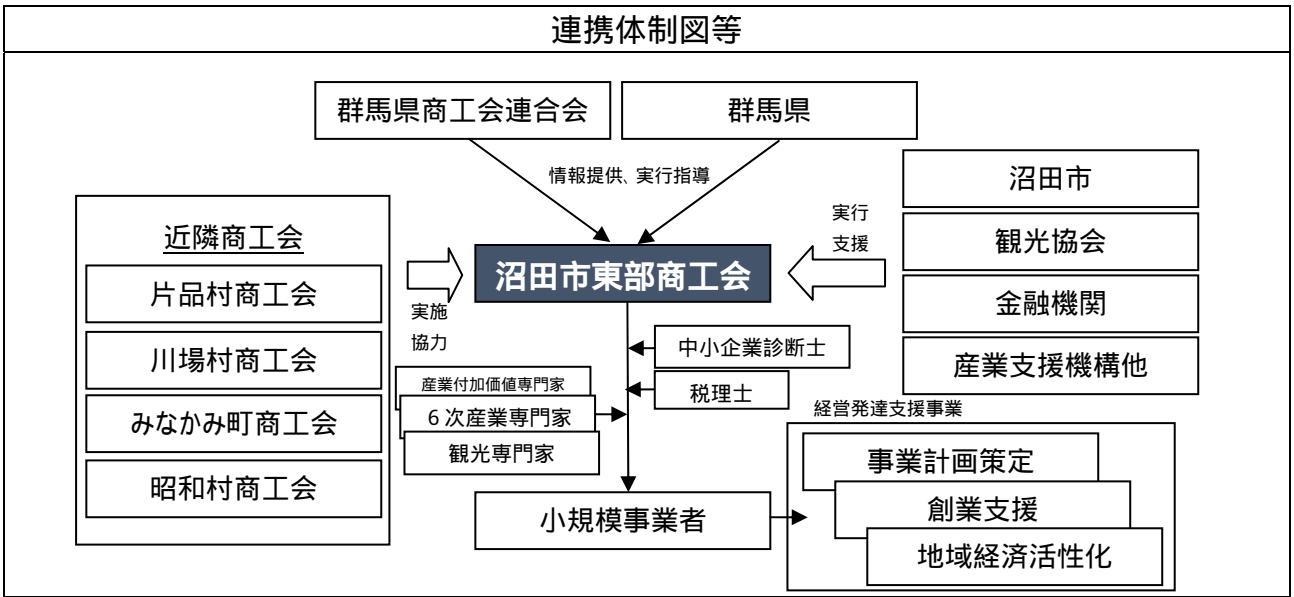 連携体制図等
群馬県商工会連合会
群馬県
情報提供、実行指導
近隣商工会
片品村商工会
川場村商工会
みなかみ町商工会
昭和村商工会
実施
協力
沼田市東部商工会
実行
支援
沼田市
観光協会
金融機関
産業支援機構他
中小企業診断士
税理士
産業付加価値専門家
6次産業専門家
観光専門家
小規模事業者
経営発達支援事業
事業計画策定
創業支援
地域経済活性化